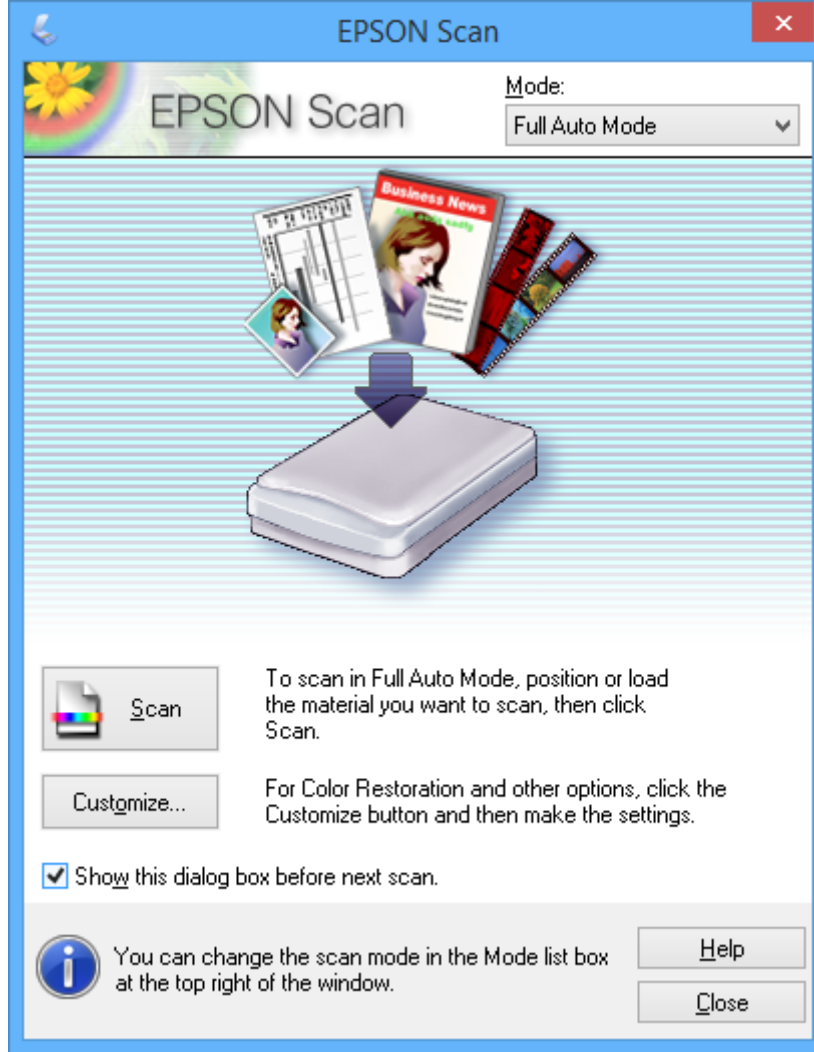 EPSON Scan
EPSON Scan
Mode:
Full Auto Mode
Business News
Scan
To scan in Full Auto Mode, position or load
the material you want to scan, then click
Scan.
Customize...
For Color Restoration and other options, click the
Customize button and then make the settings.
Show this dialog box before next scan.
You can change the scan mode in the Mode list box
at the top right of the window.
Help
Close